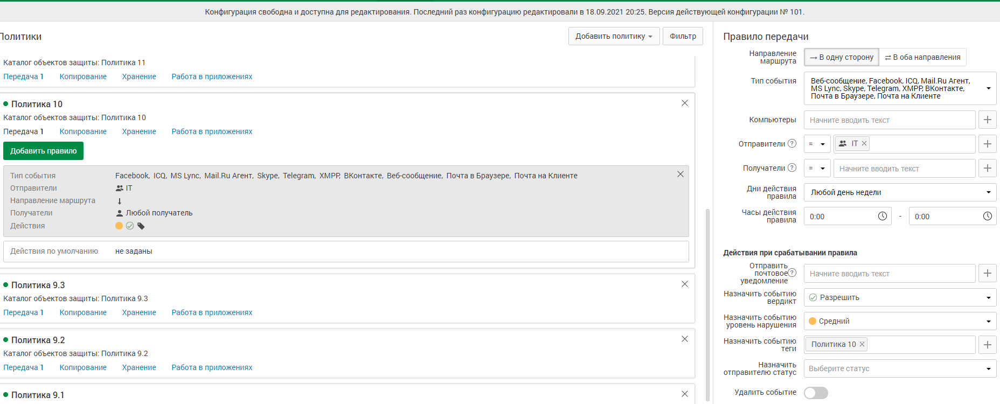 Конфигурация свободна и доступна для редактирования. Последний раз конфигурацию редактировали в 18.09.2021 20:25. Версия действующей конфигурации № 101.
Политики
Добавить политику
Фильтр
Каталог объектов защиты: Политика 11
Передача 1 Копирование Хранение Работа в приложениях
Политика 10
Каталог объектов защиты: Политика 10
Передача 1 Копирование Хранение Работа в приложениях
Добавить правило
Тип события Facebook, ICQ, MS Lync, Mail.Ru Агент, Skype, Telegram, XMPP, ВКонтакте, Веб-сообщение, Почта в Браузере, Почта на Клиенте
Отправители IT
Направление маршрута
Получатели Любой получатель
Действия
Действия по умолчанию не заданы
Политика 9.3
Каталог объектов защиты: Политика 9.3
Передача 1 Копирование Хранение Работа в приложениях
Политика 9.2
Каталог объектов защиты: Политика 9.2
Передача 1 Копирование Хранение Работа в приложениях
Политика 9.1
Правило передачи
Направление
маршрута
→ В одну сторону ⇄ В оба направления
Тип события
Веб-сообщение, Facebook, ICQ, Mail.Ru Агент,
MS Lync, Skype, Telegram, XMPP, ВКонтакте,
Почта в Браузере, Почта на Клиенте
Компьютеры Начните вводить текст
Отправители ? = IT
Получатели ? = Начните вводить текст
Дни действия
правила
Любой день недели
Часы действия
правила
0:00 - 0:00
Действия при срабатывании правила
Отправить
почтовое ?
уведомление
Начните вводить текст
Назначить событию
вердикт
Разрешить
Назначить событию
уровень нарушения
Средний
Назначить событию
теги
Политика 10
Назначить
отправителю статус
Выберите статус
Удалить событие